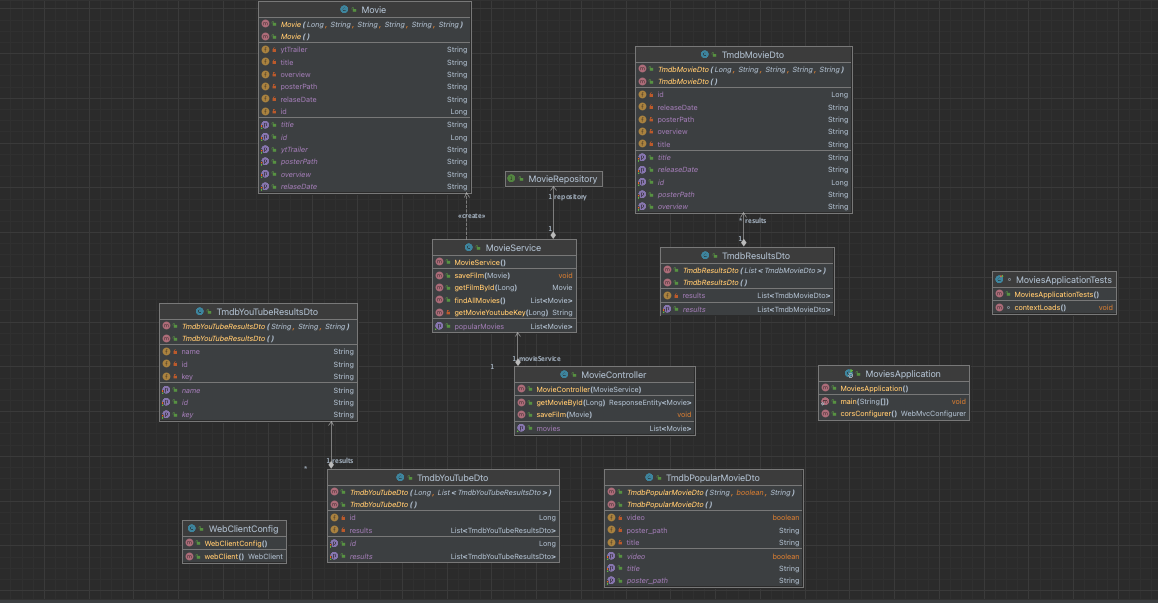 Movie
Movie(Long, String, String, String, String, String)
Movie()
ytTrailer String
title String
overview String
posterPath String
relaseDate String
id Long
title String
id Long
ytTrailer String
posterPath String
overview String
relaseDate String
TmdbMovieDto
TmdbMovieDto(Long, String, String, String, String)
TmdbMovieDto()
id Long
releaseDate String
posterPath String
overview String
title String
title String
releaseDate String
id Long
posterPath String
overview String
MovieRepository
1 repository
«create»
1
* results
1
MovieService
MovieService()
saveFilm(Movie) void
getFilmById(Long) Movie
findAllMovies() List<Movie>
getMovieYoutubeKey(Long) String
popularMovies List<Movie>
TmdbResultsDto
TmdbResultsDto(List<TmdbMovieDto>)
TmdbResultsDto()
results List<TmdbMovieDto>
results List<TmdbMovieDto>
MoviesApplicationTests
MoviesApplicationTests()
contextLoads() void
TmdbYouTubeResultsDto
TmdbYouTubeResultsDto(String, String, String)
TmdbYouTubeResultsDto()
name String
id String
key String
name String
id String
key String
1 movieService
1
MovieController
MovieController(MovieService)
getMovieById(Long) ResponseEntity<Movie>
saveFilm(Movie) void
movies List<Movie>
MoviesApplication
MoviesApplication()
main(String[]) void
corsConfigurer() WebMvcConfigurer
* 1 results
TmdbYouTubeDto
TmdbYouTubeDto(Long, List<TmdbYouTubeResultsDto>)
TmdbYouTubeDto()
id Long
results List<TmdbYouTubeResultsDto>
id Long
results List<TmdbYouTubeResultsDto>
TmdbPopularMovieDto
TmdbPopularMovieDto(String, boolean, String)
TmdbPopularMovieDto()
video boolean
poster_path String
title String
video boolean
title String
poster_path String
WebClientConfig
WebClientConfig()
webClient() WebClient